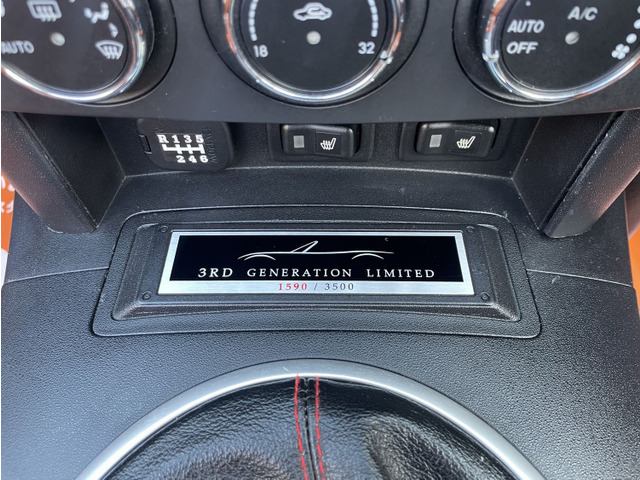 AUTO
18
32
AUTO
OFF
A/C
R 1 3 5
2 4 6
3RD GENERATION LIMITED
1590 / 3500